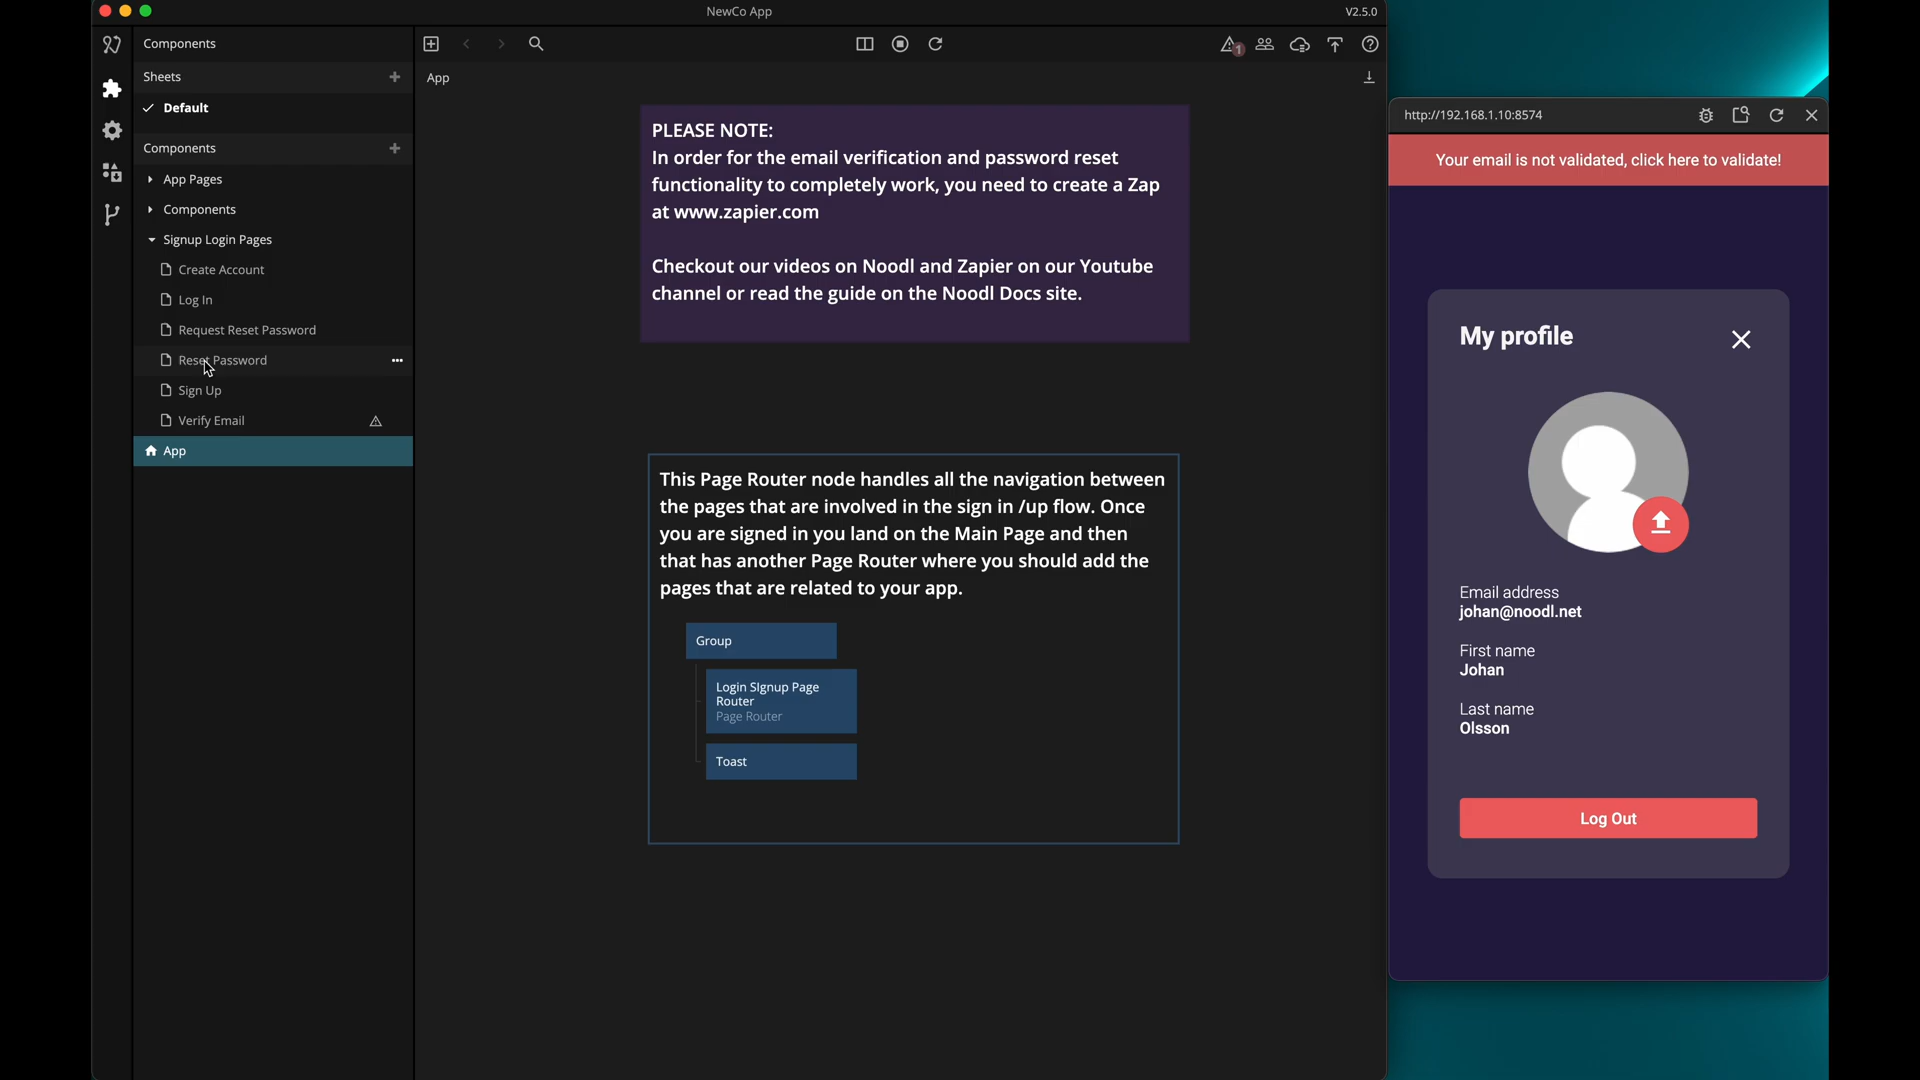 NewCo App
V2.5.0
Components
Sheets
Default
Components
App Pages
Components
Signup Login Pages
Create Account
Log In
Request Reset Password
Reset Password
Sign Up
Verify Email
App
1
App
PLEASE NOTE:
In order for the email verification and password reset
functionality to completely work, you need to create a Zap
at www.zapier.com
Checkout our videos on Noodl and Zapier on our Youtube
channel or read the guide on the Noodl Docs site.
This Page Router node handles all the navigation between
the pages that are involved in the sign in /up flow. Once
you are signed in you land on the Main Page and then
that has another Page Router where you should add the
pages that are related to your app.
Group
Login SIgnup Page
Router
Page Router
Toast
http://192.168.1.10:8574
Your email is not validated, click here to validate!
My profile
Email address
johan@noodl.net
First name
Johan
Last name
Olsson
Log Out